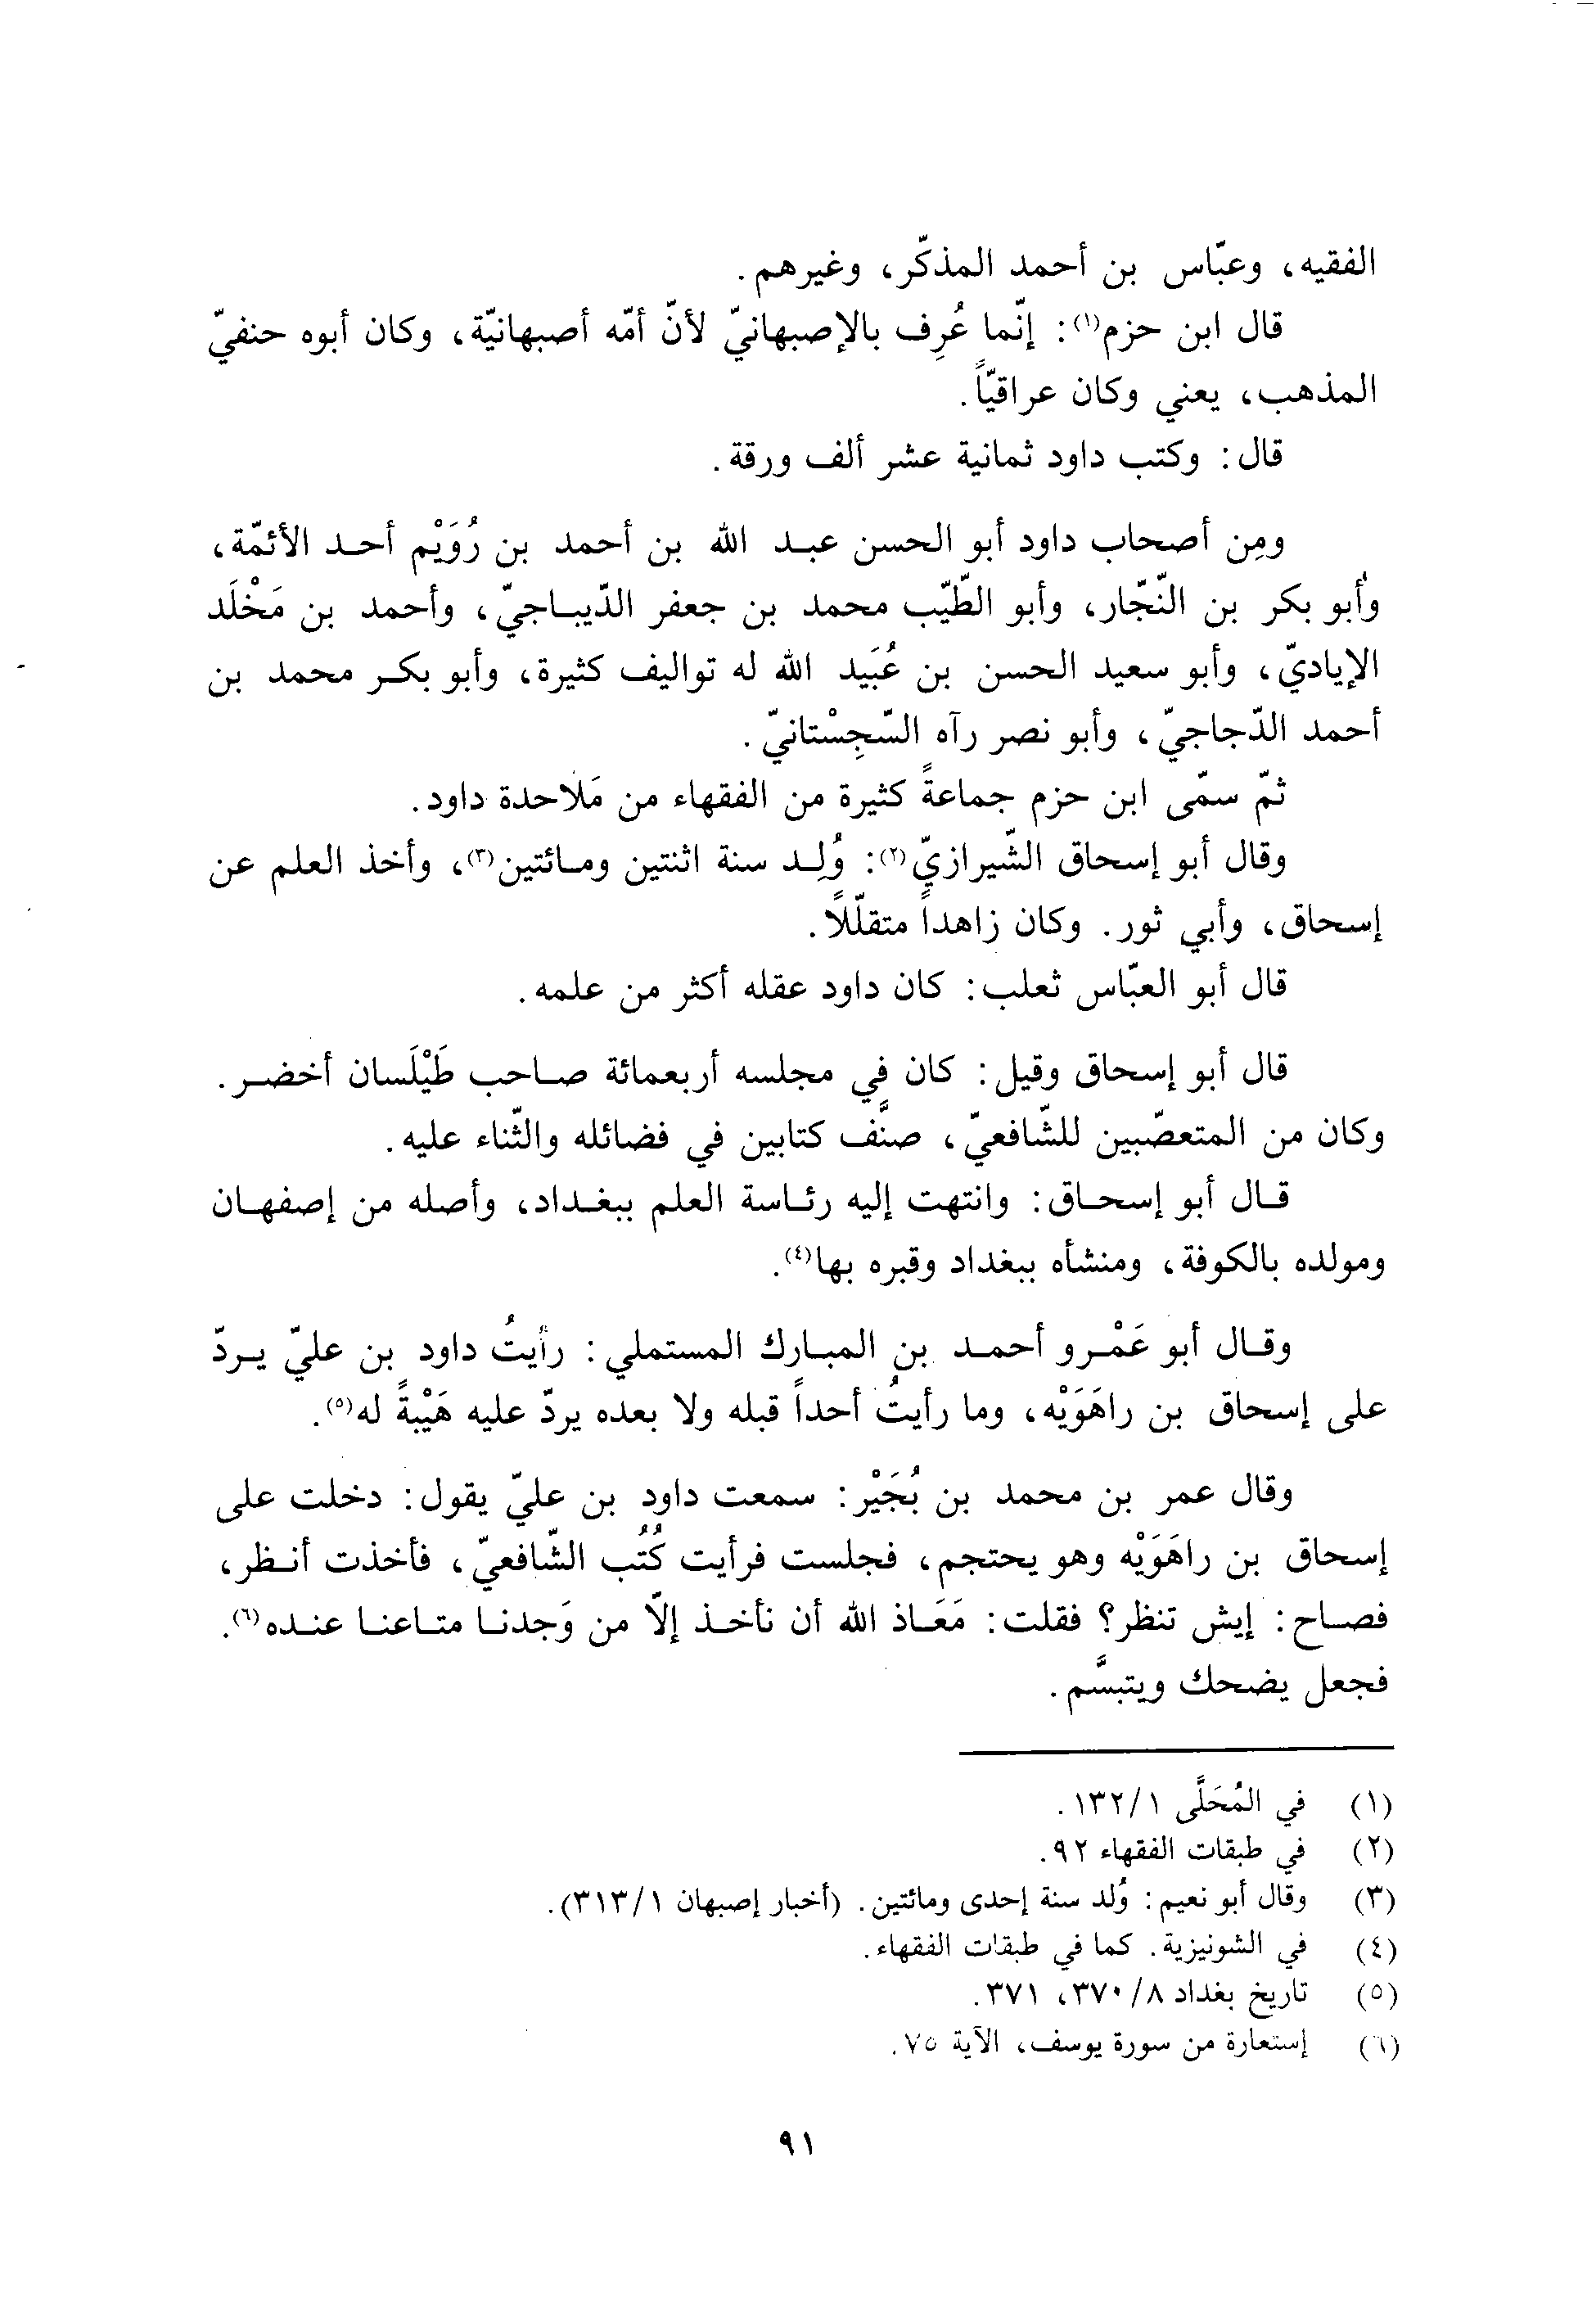 الفقيه، وعبّاس بن أحمد المذكّر، وغيرهم.
قال ابن حزم(١): إنّما عُرِف بالإصبهانيّ لأنّ أمّه أصبهانيّة، وكان أبوه حنفيّ
المذهب، يعني وكان عراقيّاً.
قال: وكتب داود ثمانية عشر ألف ورقة.
ومِن أصحاب داود أبو الحسن عبد الله بن أحمد بن رُوَيْم أحد الأئمّة،
وأبو بكر بن النّجّار، وأبو الطّيّب محمد بن جعفر الدّيباجيّ، وأحمد بن مَخْلَد
الإياديّ، وأبو سعيد الحسن بن عُبَيد الله له تواليف كثيرة، وأبو بكر محمد بن
أحمد الدّجاجيّ، وأبو نصر رآه السّجِسْتانيّ.
ثمّ سمّى ابن حزم جماعةً كثيرة من الفقهاء من مَلاحدة داود.
وقال أبو إسحاق الشّيرازيّ(٢): وُلِد سنة اثنتين ومائتين(٣)، وأخذ العلم عن
إسحاق، وأبي ثور. وكان زاهداً متقلّلاً.
قال أبو العبّاس ثعلب: كان داود عقله أكثر من علمه.
قال أبو إسحاق وقيل: كان في مجلسه أربعمائة صاحب طَيْلَسان أخضر.
وكان من المتعصّبين للشّافعيّ، صنَّف كتابين في فضائله والثّناء عليه.
قال أبو إسحاق: وانتهت إليه رئاسة العلم ببغداد، وأصله من إصفهان
ومولده بالكوفة، ومنشأه ببغداد وقبره بها(٤).
وقال أبو عَمْرو أحمد بن المبارك المستملي: رأيتُ داود بن عليّ يردّ
على إسحاق بن راهَوَيْه، وما رأيتُ أحداً قبله ولا بعده يردّ عليه هَيْبةً له(٥).
وقال عمر بن محمد بن بُجَيْر: سمعت داود بن عليّ يقول: دخلت على
إسحاق بن راهَوَيْه وهو يحتجم، فجلست فرأيت كُتُب الشّافعيّ، فأخذت أنظر،
فصاح: إيش تنظر؟ فقلت: مَعَاذ الله أن نأخذ إلّا من وَجدنا متاعنا عنده(٦).
فجعل يضحك ويتبسَّم.
(١) في المُحَلَّى ١٣٢/١.
(٢) في طبقات الفقهاء ٩٢.
(٣) وقال أبو نعيم: وُلد سنة إحدى ومائتين. (أخبار إصبهان ٣١٣/١).
(٤) في الشونيزية. كما في طبقات الفقهاء.
(٥) تاريخ بغداد ٣٧٠/٨، ٣٧١.
(٦) إستعارة من سورة يوسف، الآية ٧٥.
٩١